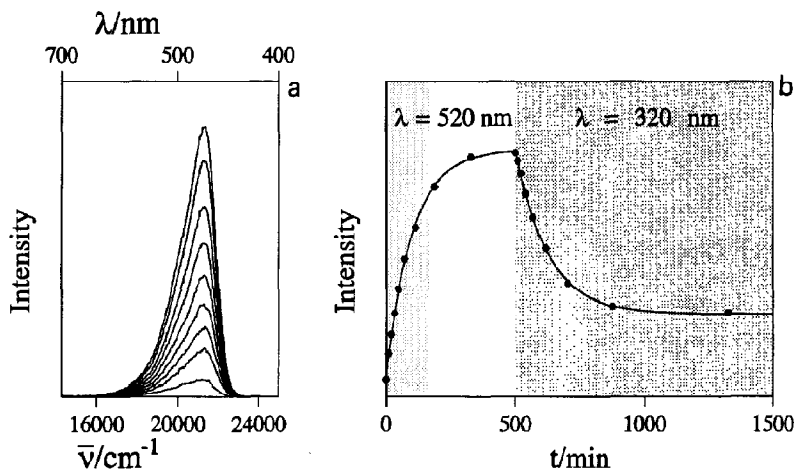 λ/nm
700 500 400
a
Intensity
16000 20000 24000
ν̅/cm⁻¹
b
λ = 520 nm λ = 320 nm
Intensity
0 500 1000 1500
t/min